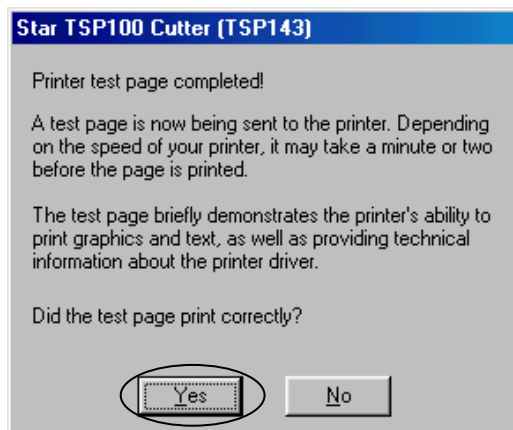 Star TSP100 Cutter (TSP143)
Printer test page completed!
A test page is now being sent to the printer. Depending
on the speed of your printer, it may take a minute or two
before the page is printed.
The test page briefly demonstrates the printer's ability to
print graphics and text, as well as providing technical
information about the printer driver.
Did the test page print correctly?
Yes No